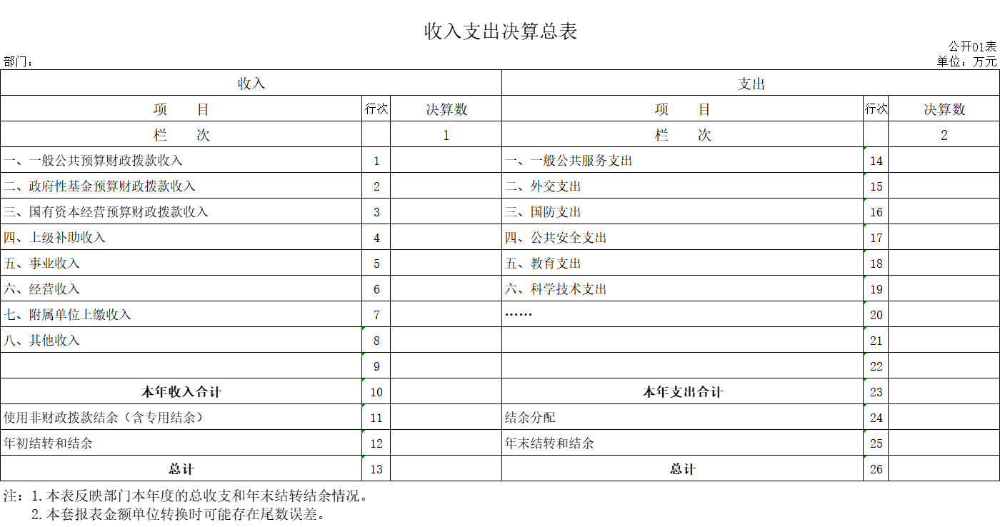 收入支出决算总表
公开01表
部门： 单位：万元
收入 支出
项 目 行次 决算数 项 目 行次 决算数
栏 次 1 栏 次 2
一、一般公共预算财政拨款收入 1 一、一般公共服务支出 14
二、政府性基金预算财政拨款收入 2 二、外交支出 15
三、国有资本经营预算财政拨款收入 3 三、国防支出 16
四、上级补助收入 4 四、公共安全支出 17
五、事业收入 5 五、教育支出 18
六、经营收入 6 六、科学技术支出 19
七、附属单位上缴收入 7 …… 20
八、其他收入 8 21
9 22
本年收入合计 10 本年支出合计 23
使用非财政拨款结余（含专用结余） 11 结余分配 24
年初结转和结余 12 年末结转和结余 25
总计 13 总计 26
注：1.本表反映部门本年度的总收支和年末结转结余情况。
2.本套报表金额单位转换时可能存在尾数误差。